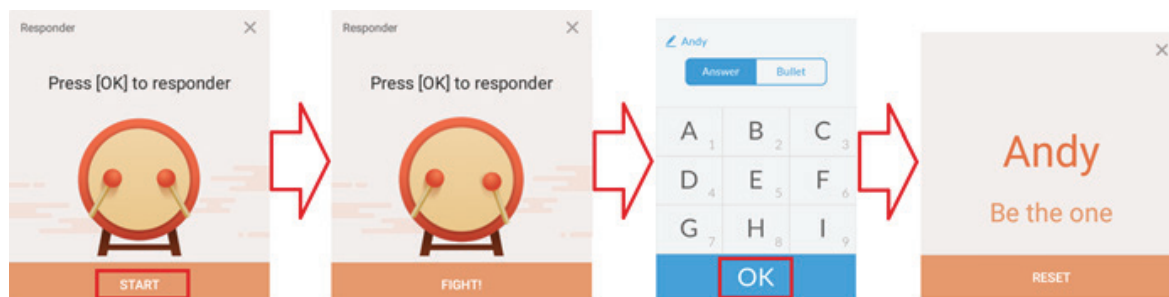 Responder ×
Press [OK] to responder
START
Responder ×
Press [OK] to responder
FIGHT!
Andy
Answer Bullet
A 1 B 2 C 3
D 4 E 5 F 6
G 7 H 8 I 9
OK
×
Andy
Be the one
RESET